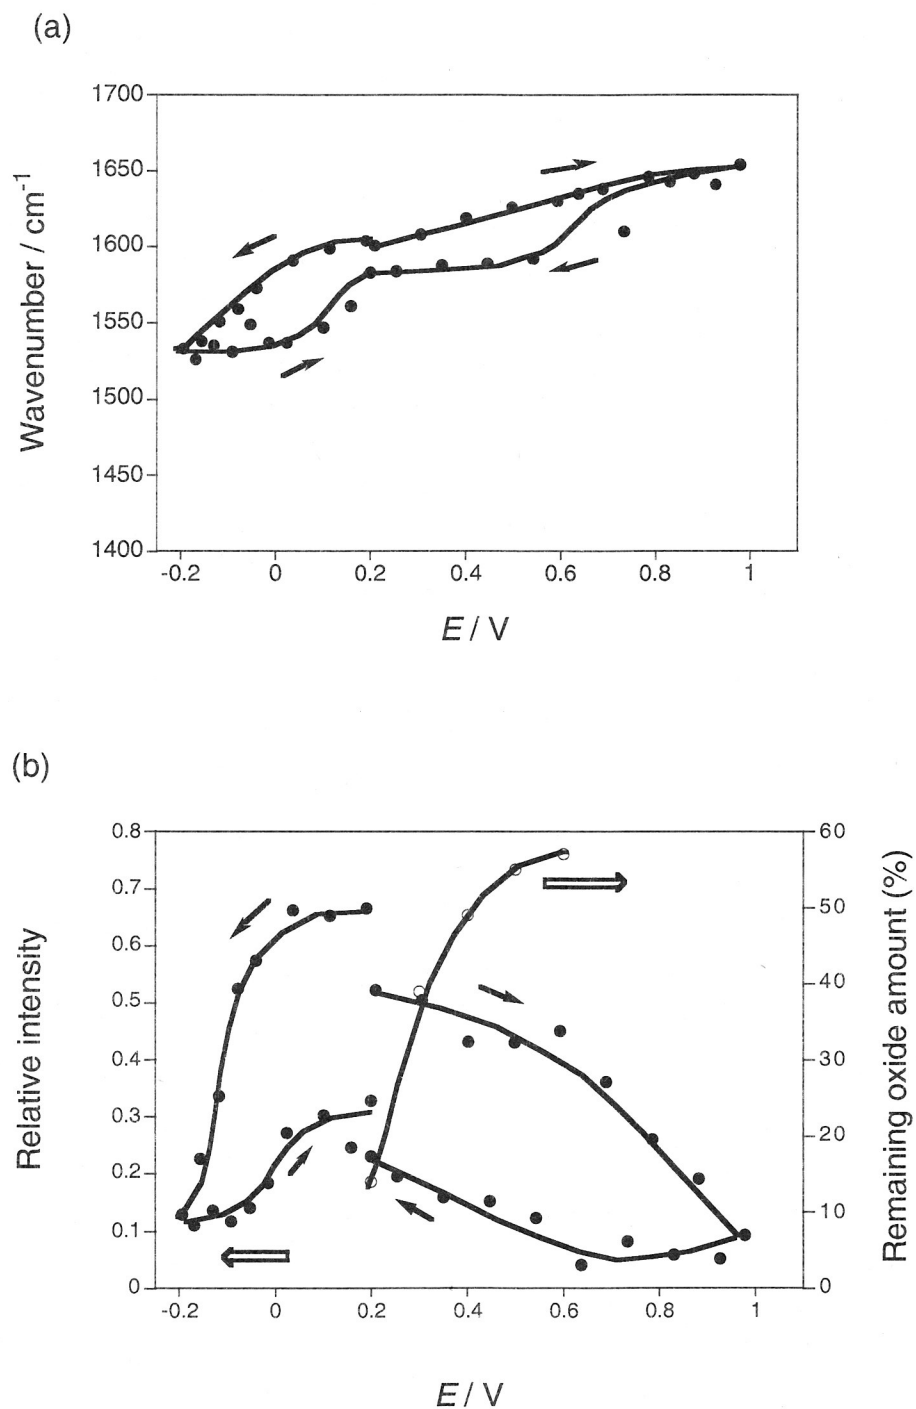 (a)
1700
1650
1600
1550
1500
1450
1400
Wavenumber / cm⁻¹
-0.2 0 0.2 0.4 0.6 0.8 1
E / V
(b)
0.8
0.7
0.6
0.5
0.4
0.3
0.2
0.1
0
Relative intensity
60
50
40
30
20
10
0
Remaining oxide amount (%)
-0.2 0 0.2 0.4 0.6 0.8 1
E / V